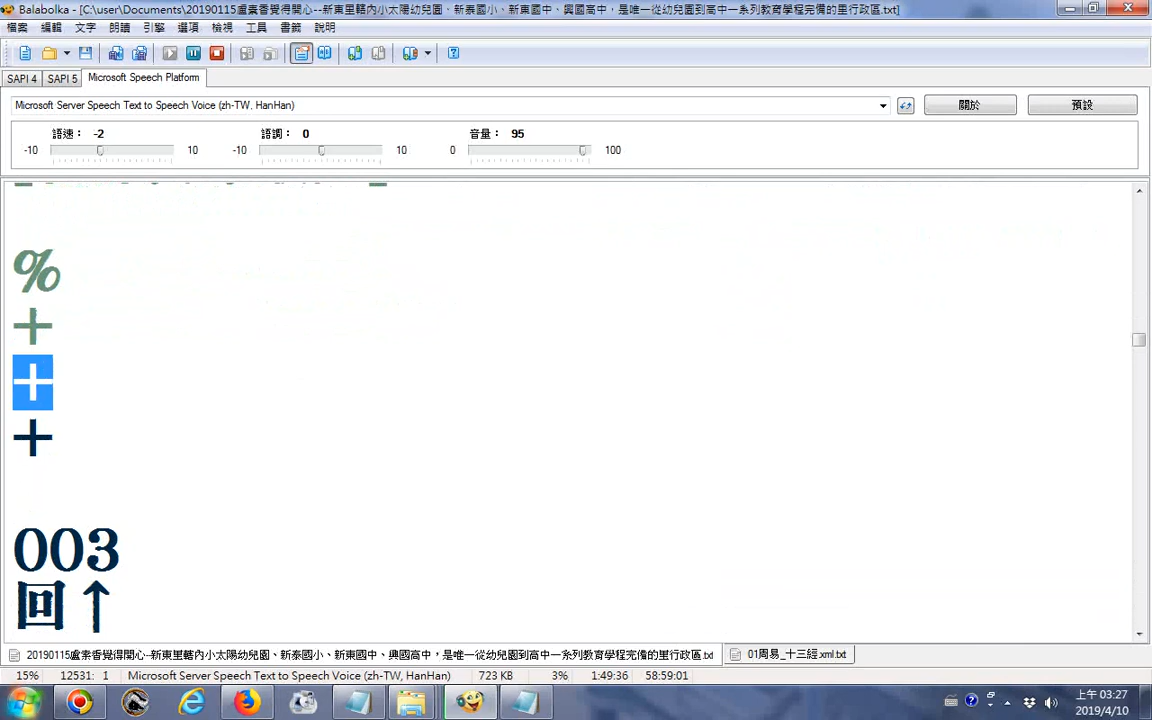 Balabolka - [C:\user\Documents\20190115盧素香覺得開心--新東里轄內小太陽幼兒園、新泰國小、新東國中、興國高中，是唯一從幼兒園到高中一系列教育學程完備的里行政區.txt]
檔案 編輯 文字 朗讀 引擎 選項 檢視 工具 書籤 說明
SAPI 4 SAPI 5 Microsoft Speech Platform
Microsoft Server Speech Text to Speech Voice (zh-TW, HanHan) 關於 預設
語速： -2 語調： 0 音量： 95
-10 10 -10 10 0 100
%
+
+
+
003
回↑
20190115盧素香覺得開心--新東里轄內小太陽幼兒園、新泰國小、新東國中、興國高中，是唯一從幼兒園到高中一系列教育學程完備的里行政區.txt 01周易_十三經.xml.txt
15% 12531: 1 Microsoft Server Speech Text to Speech Voice (zh-TW, HanHan) 723 KB 3% 1:49:36 58:59:01
上午 03:27
2019/4/10